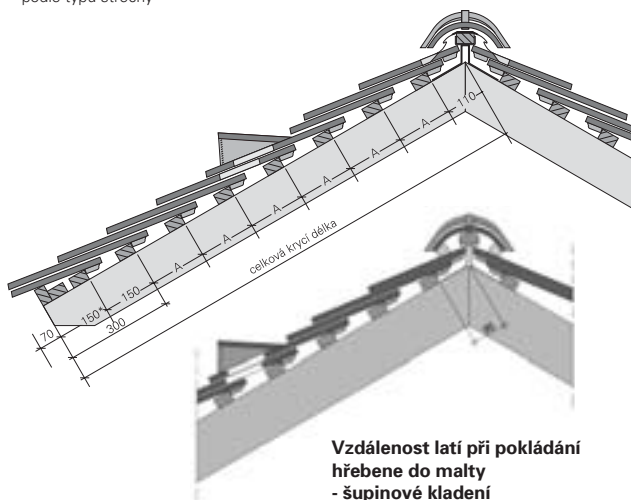 podle typu střechy
110
A
A
A
A
A
A
celková krycí délka
150
150*
300
70
Vzdálenost latí při pokládání
hřebene do malty
- šupinové kladení